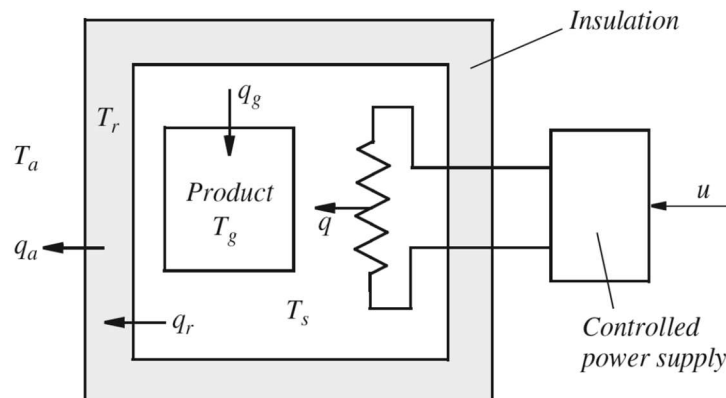 Insulation
q_g
T_r
T_a
Product
T_g
q
u
q_a
q_r
T_s
Controlled
power supply